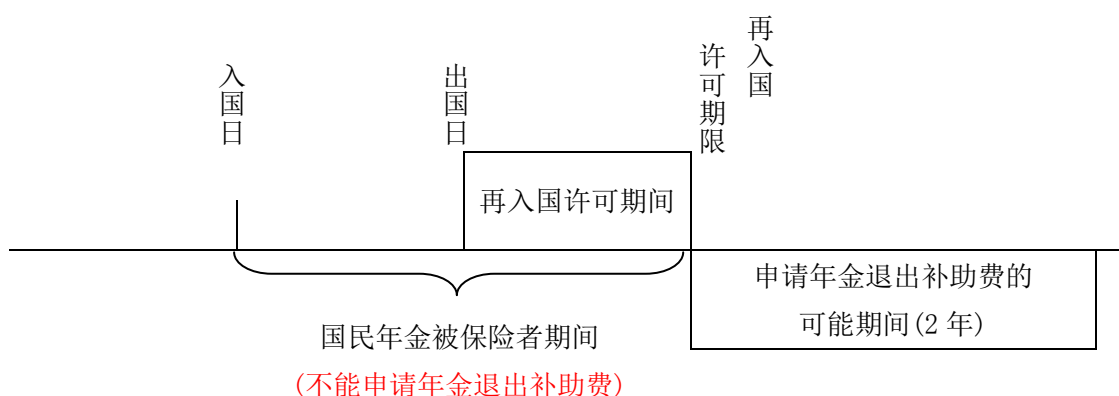 入国日
出国日
再入国
许可期限
再入国许可期间
申请年金退出补助费的
可能期间(2 年)
国民年金被保险者期间
(不能申请年金退出补助费)